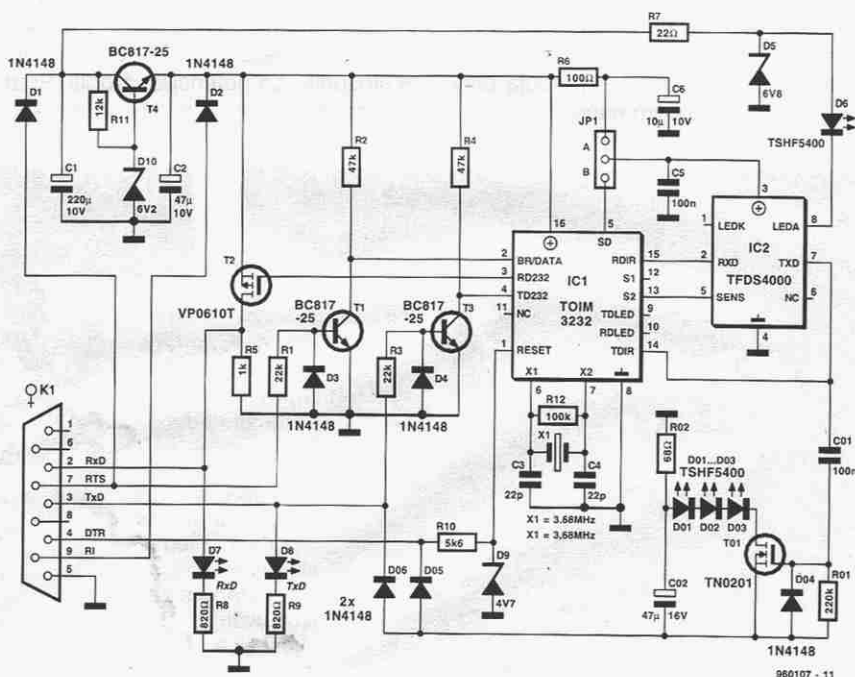 R7
22Ω
BC817-25
1N4148
1N4148
D1
T4
D2
12k
R11
R6
100Ω
D5
6V8
C6
10µ 10V
D6
TSHF5400
JP1
A
B
R2
47k
R4
47k
C1
220µ
10V
D10
6V2
C2
47µ
10V
C5
100n
T2
VP0610T
BC817
-25
T1
BC817
-25
T3
R5
1k
R1
22k
R3
22k
D3
1N4148
D4
1N4148
16
5
SD
2
BR/DATA
3
RD232
4
TD232
11
NC
1
RESET
IC1
TOIM
3232
RDIR
15
S1
12
S2
13
TDLED
9
RDLED
10
TDIR
14
X1
X2
6
7
8
3
1
LEDK
LEDA
8
IC2
TFDS4000
2
RXD
TXD
7
5
SENS
NC
6
4
R12
100k
X1
C3
22p
C4
22p
X1 = 3.68MHz
X1 = 3,68MHz
R02
68Ω
D01...D03
TSHF5400
D01
D02
D03
C01
100n
T01
TN0201
C02
47µ
16V
D04
1N4148
R01
220k
K1
1
6
2
RxD
7
RTS
3
TxD
8
4
DTR
9
RI
5
D7
RxD
R8
820Ω
D8
TxD
R9
820Ω
R10
5k6
D9
4V7
D06
D05
2x
1N4148
960107 - 11